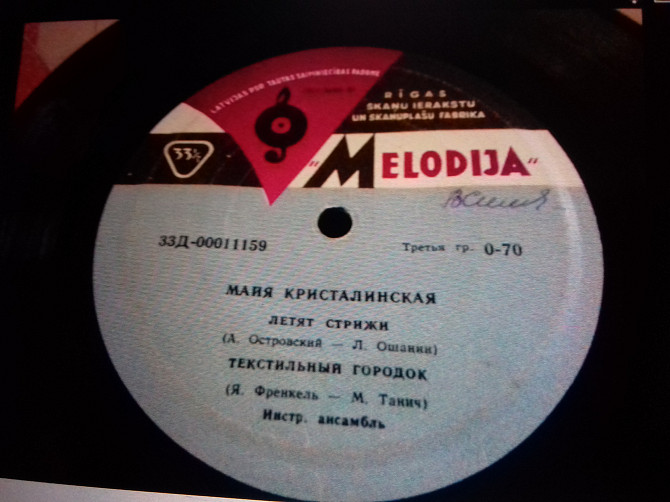 LATVIJAS PSR TAUTAS SAIMNIECĪBAS PADOME
RĪGAS
SKAŅU IERAKSTU
UN SKAŅUPLAŠU FABRIKA
33⅓
"MELODIJA"
33Д-00011159
Третья гр. 0-70
МАЙЯ КРИСТАЛИНСКАЯ
ЛЕТЯТ СТРИЖИ
(А. Островский — Л. Ошанин)
ТЕКСТИЛЬНЫЙ ГОРОДОК
(Я. Френкель — М. Танич)
Инстр. ансамбль